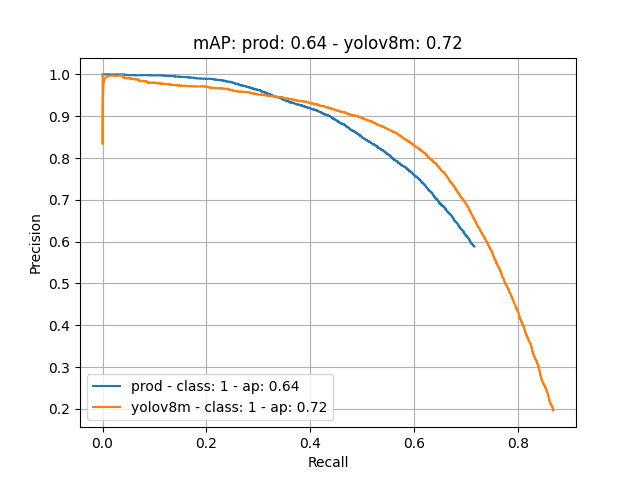 mAP: prod: 0.64 - yolov8m: 0.72
1.0
0.9
0.8
0.7
0.6
0.5
0.4
0.3
0.2
Precision
prod - class: 1 - ap: 0.64
yolov8m - class: 1 - ap: 0.72
0.0 0.2 0.4 0.6 0.8
Recall